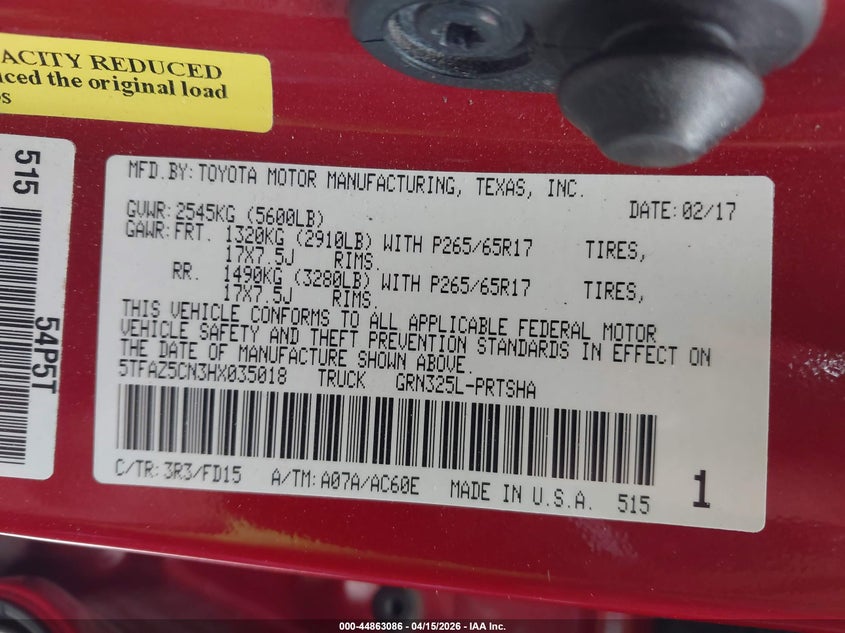 ACITY REDUCED
the original load
515
54P5T
MFD.BY: TOYOTA MOTOR MANUFACTURING, TEXAS, INC.
DATE: 02/17
GVWR: 2545KG (5600LB)
GAWR: FRT. 1320KG (2910LB) WITH P265/65R17 TIRES,
17X7.5J RIMS.
RR. 1490KG (3280LB) WITH P265/65R17 TIRES,
17X7.5J RIMS.
THIS VEHICLE CONFORMS TO ALL APPLICABLE FEDERAL MOTOR
VEHICLE SAFETY AND THEFT PREVENTION STANDARDS IN EFFECT ON
THE DATE OF MANUFACTURE SHOWN ABOVE.
5TFAZ5CN3HX035018 TRUCK GRN325L-PRTSHA
C/TR: 3R3/FD15 A/TM: A07A/AC60E MADE IN U.S.A. 515 1
000-44863086 - 04/15/2026 - IAA Inc.